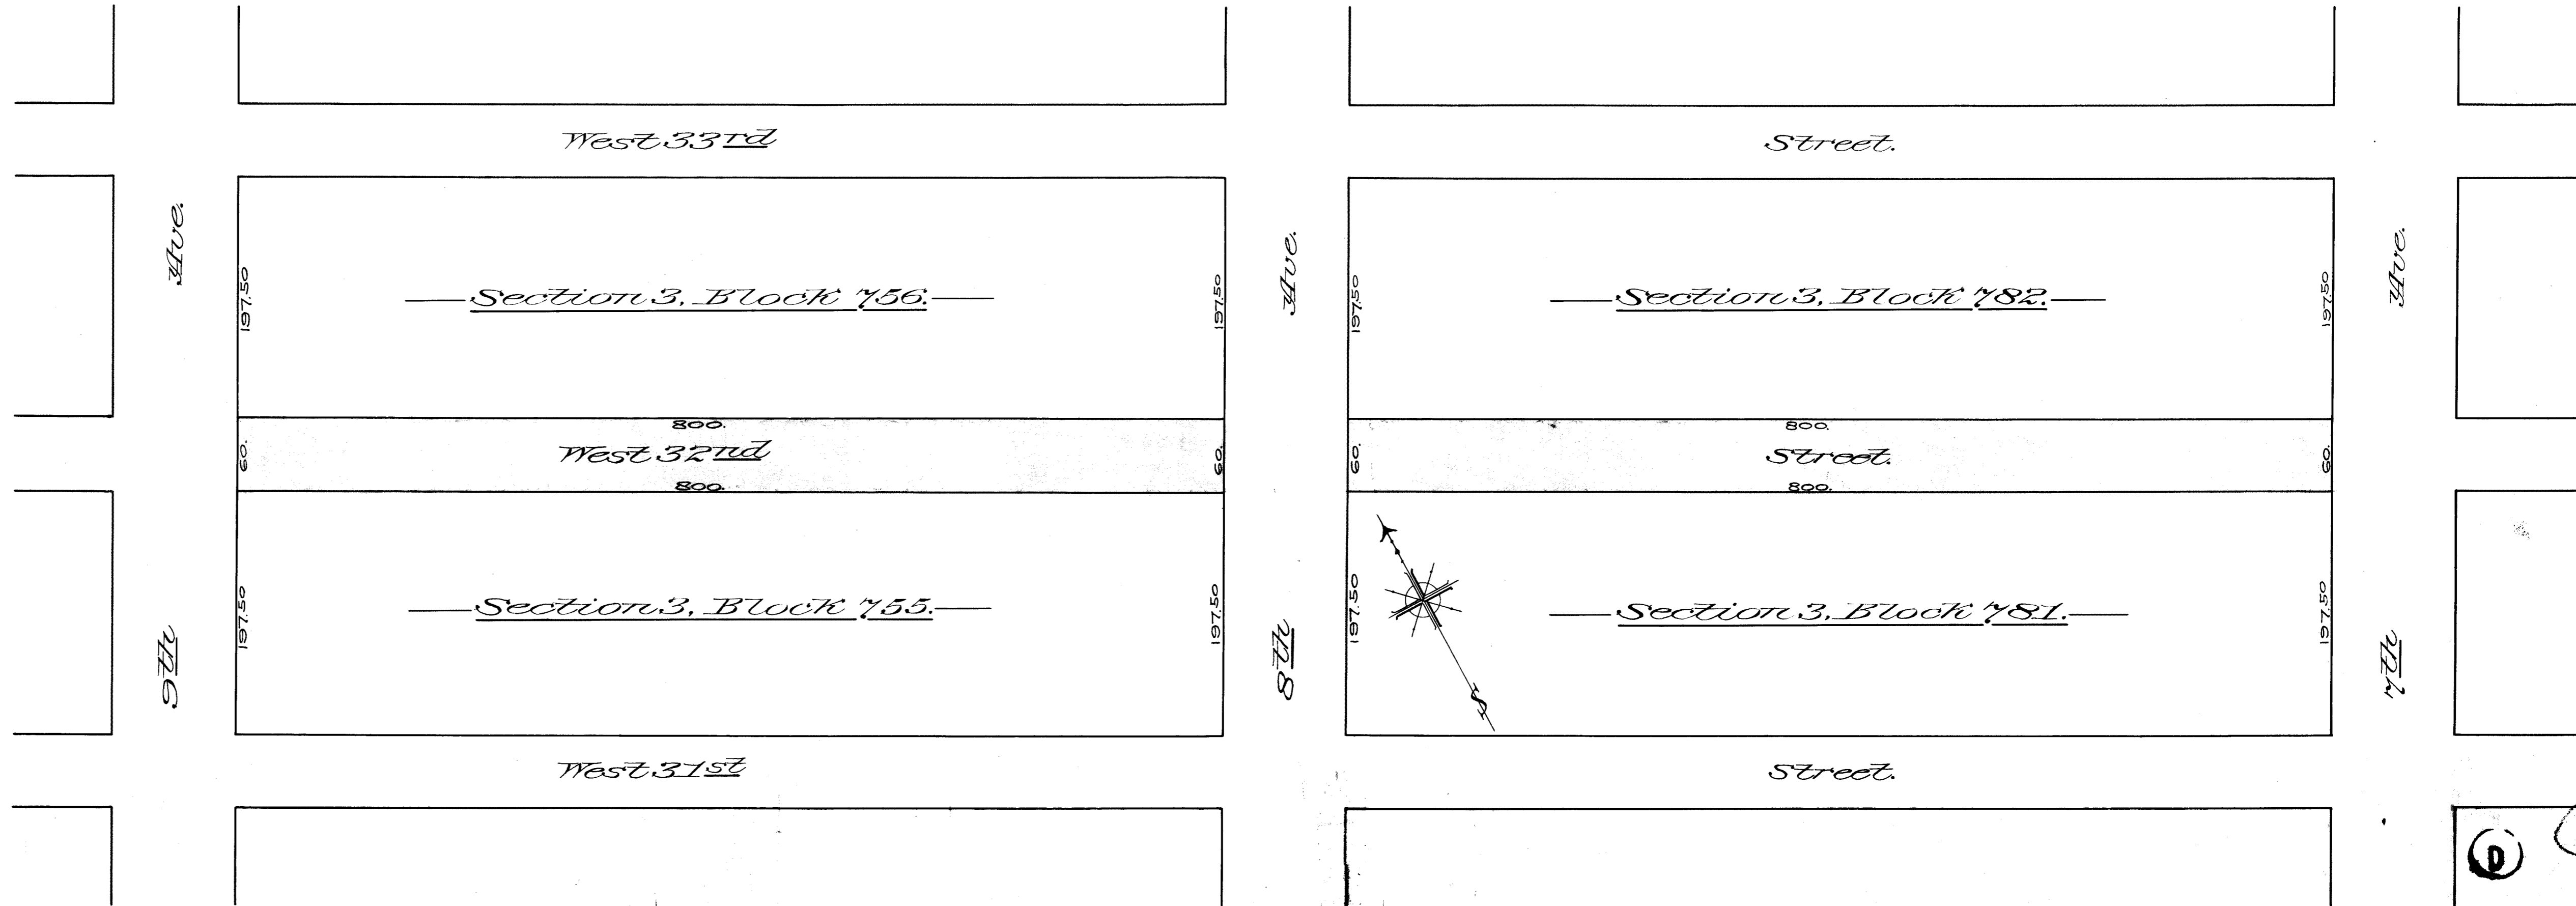 West 33rd Street.
Ave. Ave. Ave.
197.50 197.50 197.50 197.50
Section 3, Block 756. Section 3, Block 782.
800. 800.
60. West 32nd 60. 60. Street. 60.
800. 800.
197.50 197.50 197.50 197.50
Section 3, Block 755. Section 3, Block 781.
9th 8th S 7th
West 31st Street.
D